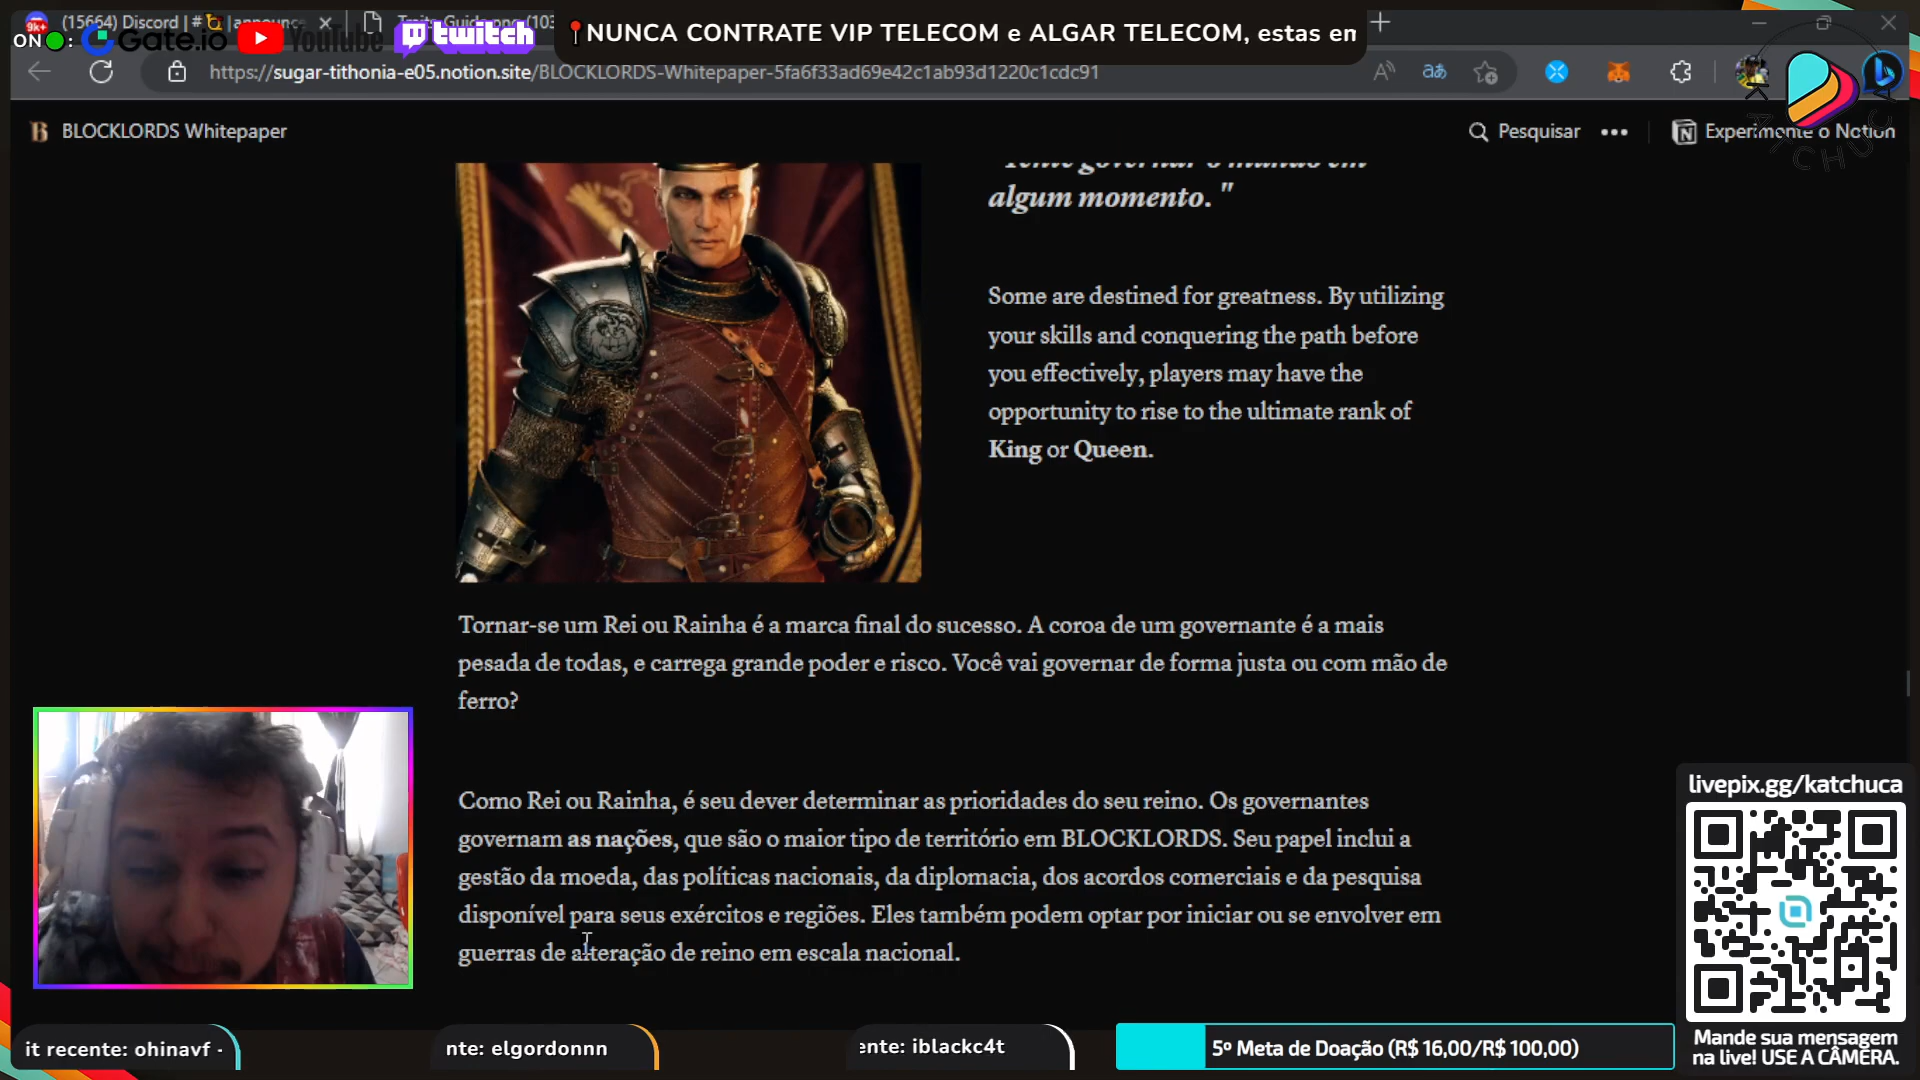 (15664) Discord | # | announce
Traits Guide.png (103
ON :
Gate.io
YouTube
twitch
NUNCA CONTRATE VIP TELECOM e ALGAR TELECOM, estas em
https://sugar-tithonia-e05.notion.site/BLOCKLORDS-Whitepaper-5fa6f33ad69e42c1ab93d1220c1cdc91
BLOCKLORDS Whitepaper
Pesquisar
Experimente o Notion
"Tente governar o mundo em
algum momento. "
Some are destined for greatness. By utilizing
your skills and conquering the path before
you effectively, players may have the
opportunity to rise to the ultimate rank of
King or Queen.
Tornar-se um Rei ou Rainha é a marca final do sucesso. A coroa de um governante é a mais
pesada de todas, e carrega grande poder e risco. Você vai governar de forma justa ou com mão de
ferro?
Como Rei ou Rainha, é seu dever determinar as prioridades do seu reino. Os governantes
governam as nações, que são o maior tipo de território em BLOCKLORDS. Seu papel inclui a
gestão da moeda, das políticas nacionais, da diplomacia, dos acordos comerciais e da pesquisa
disponível para seus exércitos e regiões. Eles também podem optar por iniciar ou se envolver em
guerras de alteração de reino em escala nacional.
livepix.gg/katchuca
Mande sua mensagem
na live! USE A CÂMERA.
it recente: ohinavf -
nte: elgordonnn
ente: iblackc4t
5º Meta de Doação (R$ 16,00/R$ 100,00)